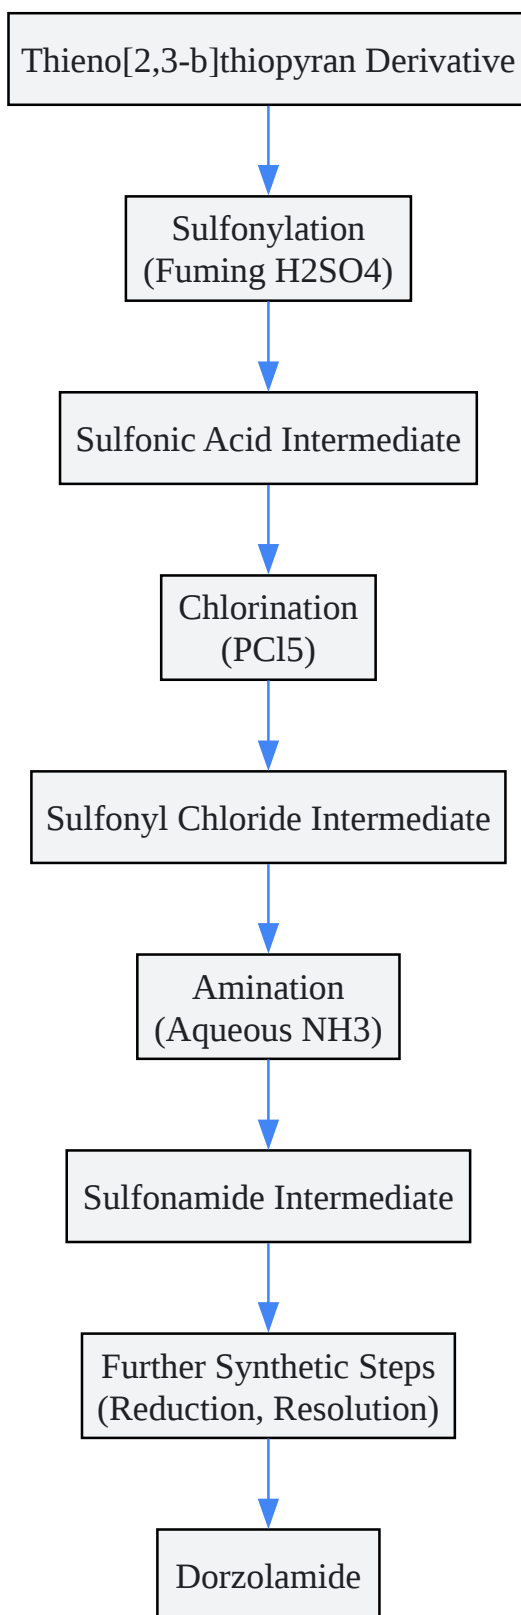 Thieno[2,3-b]thiopyran Derivative
Sulfonylation
(Fuming H2SO4)
Sulfonic Acid Intermediate
Chlorination
(PCl5)
Sulfonyl Chloride Intermediate
Amination
(Aqueous NH3)
Sulfonamide Intermediate
Further Synthetic Steps
(Reduction, Resolution)
Dorzolamide